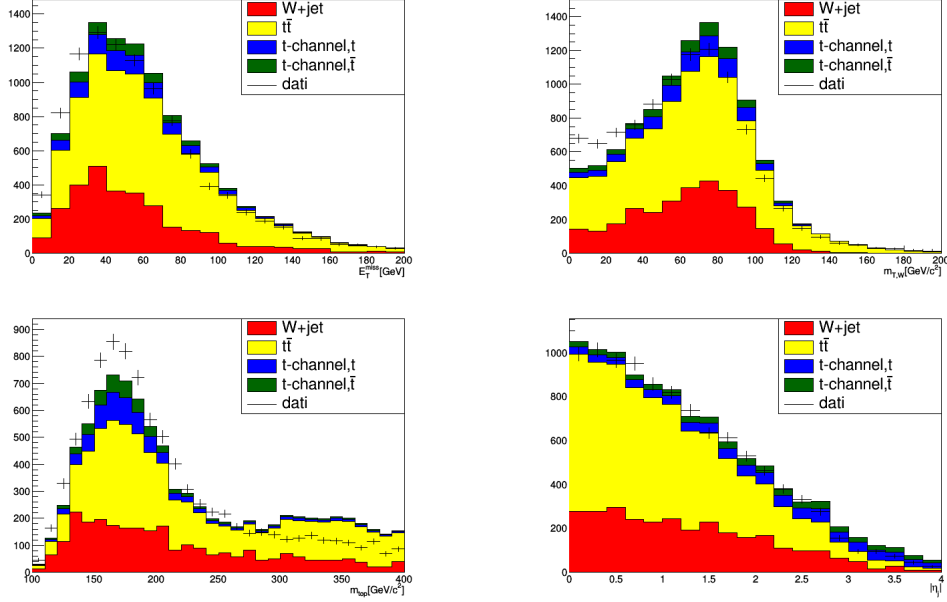 1400
1200
1000
800
600
400
200
0
W+jet
tt̄
t-channel,t
t-channel,t̄
dati
0 20 40 60 80 100 120 140 160 180 200
E_T^miss[GeV]
1400
1200
1000
800
600
400
200
0
W+jet
tt̄
t-channel,t
t-channel,t̄
dati
0 20 40 60 80 100 120 140 160 180 200
m_T,W[GeV/c²]
900
800
700
600
500
400
300
200
100
0
W+jet
tt̄
t-channel,t
t-channel,t̄
dati
100 150 200 250 300 350 400
m_top[GeV/c²]
1000
800
600
400
200
0
W+jet
tt̄
t-channel,t
t-channel,t̄
dati
0 0.5 1 1.5 2 2.5 3 3.5 4
|η_j|